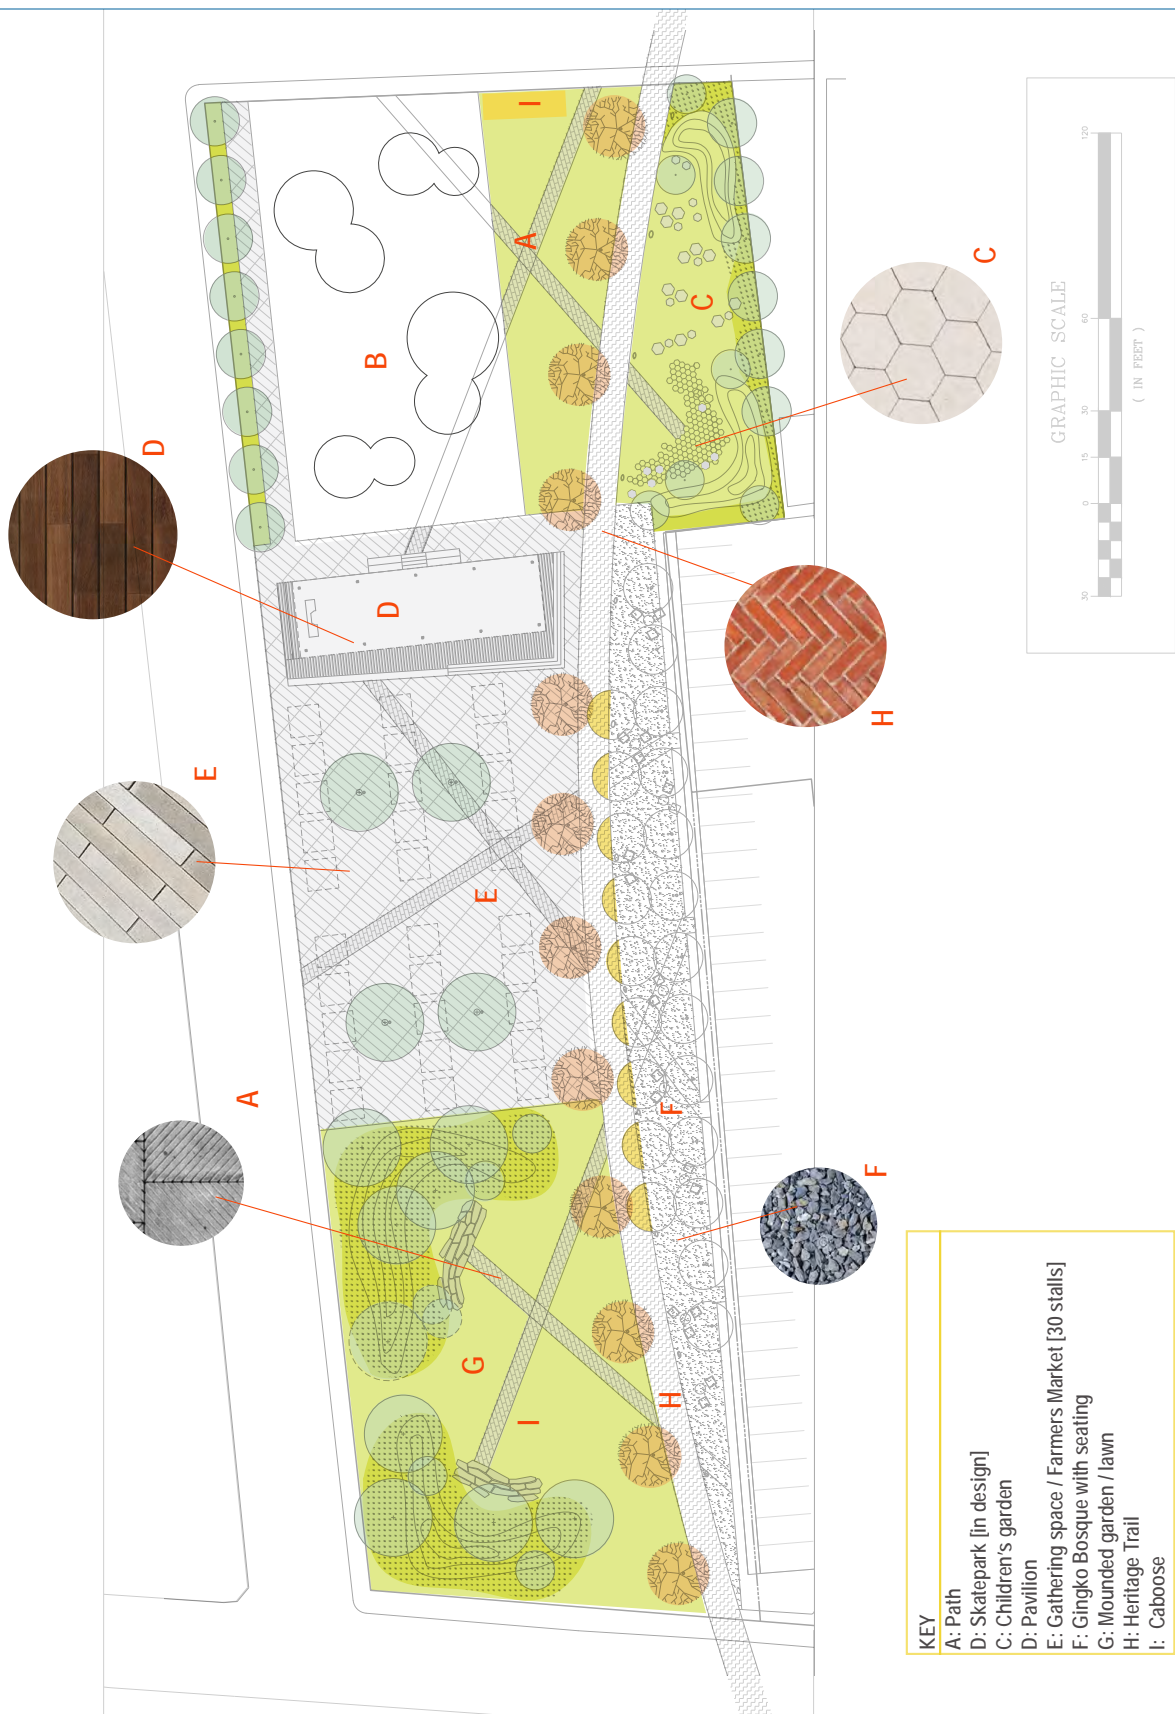 I
A
C
B
D
D
C
H
E
E
A
F
F
G
I
H
GRAPHIC SCALE
30
0
15
30
60
120
( IN FEET )
KEY
A: Path
D: Skatepark [in design]
C: Children's garden
D: Pavilion
E: Gathering space / Farmers Market [30 stalls]
F: Gingko Bosque with seating
G: Mounded garden / lawn
H: Heritage Trail
I: Caboose